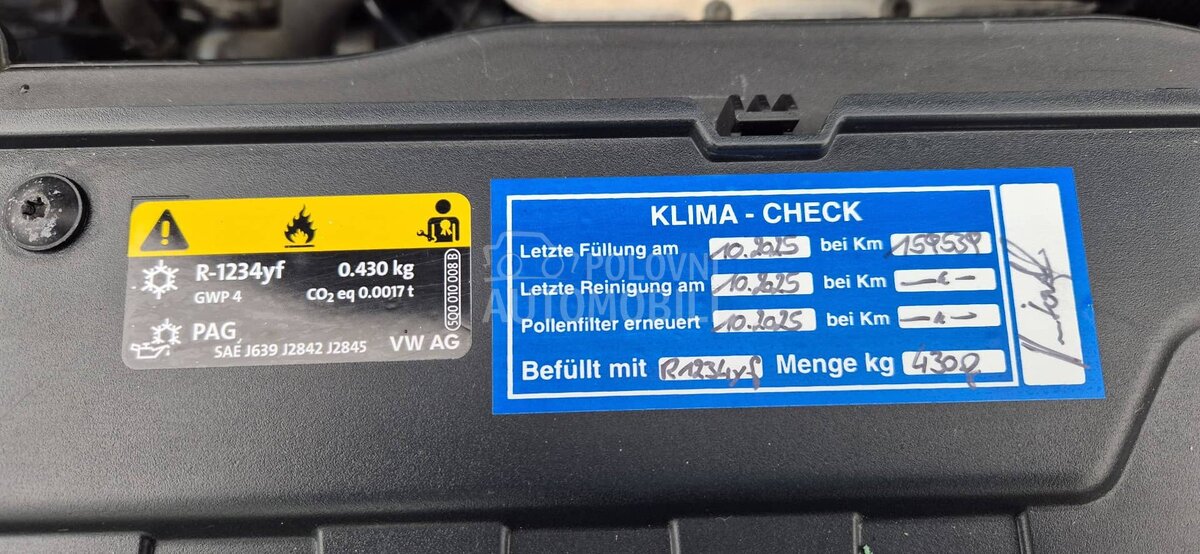 R-1234yf 0.430 kg
GWP 4 CO₂ eq 0.0017 t
PAG
SAE J639 J2842 J2845 VW AG
5Q0 010 008 B
KLIMA - CHECK
Letzte Füllung am 10.2025 bei Km 159539
Letzte Reinigung am 10.2025 bei Km —"—
Pollenfilter erneuert 10.2025 bei Km —"—
Befüllt mit R1234yf Menge kg 430g
POLOVNI
AUTOMOBILI